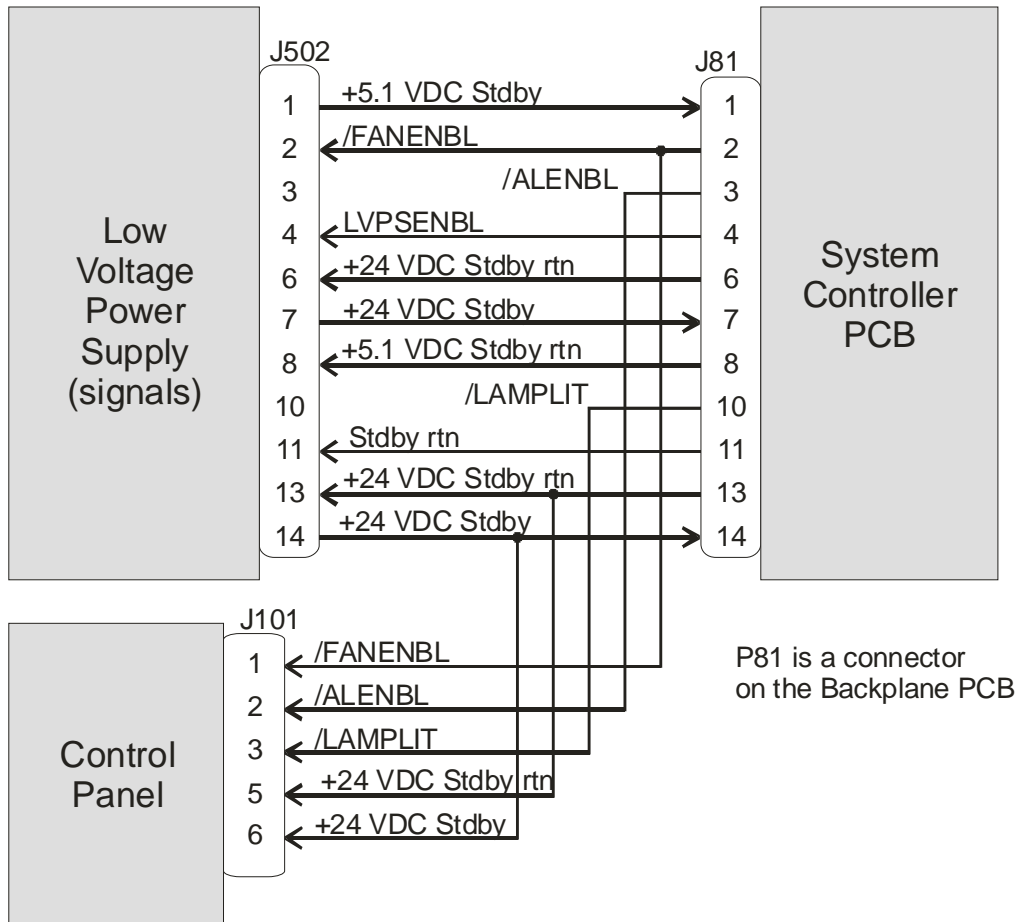 J502
J81
1 +5.1 VDC Stdby 1
2 /FANENBL 2
3 /ALENBL 3
4 LVPSENBL 4
6 +24 VDC Stdby rtn 6
7 +24 VDC Stdby 7
8 +5.1 VDC Stdby rtn 8
10 /LAMPLIT 10
11 Stdby rtn 11
13 +24 VDC Stdby rtn 13
14 +24 VDC Stdby 14
Low
Voltage
Power
Supply
(signals)
System
Controller
PCB
J101
1 /FANENBL
2 /ALENBL
3 /LAMPLIT
5 +24 VDC Stdby rtn
6 +24 VDC Stdby
Control
Panel
P81 is a connector
on the Backplane PCB